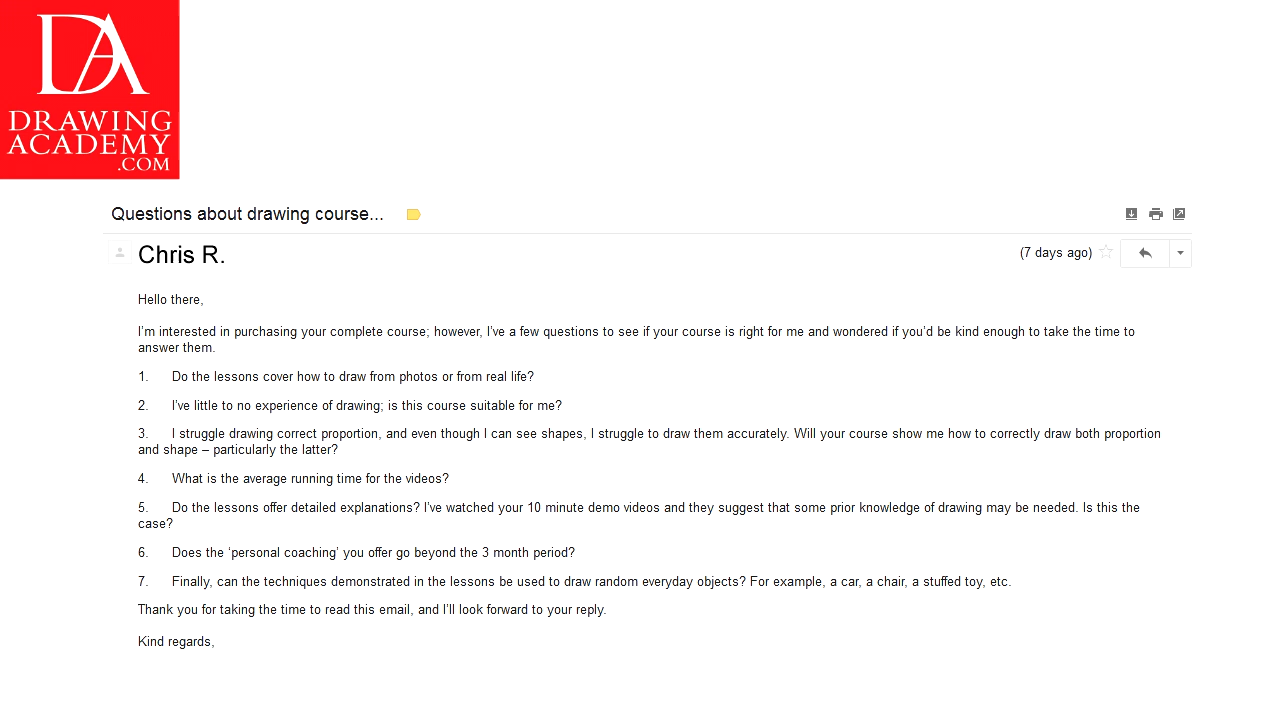 DA
DRAWING
ACADEMY
.COM
Questions about drawing course...
Chris R.
(7 days ago)
Hello there,
I’m interested in purchasing your complete course; however, I’ve a few questions to see if your course is right for me and wondered if you’d be kind enough to take the time to
answer them.
1. Do the lessons cover how to draw from photos or from real life?
2. I’ve little to no experience of drawing; is this course suitable for me?
3. I struggle drawing correct proportion, and even though I can see shapes, I struggle to draw them accurately. Will your course show me how to correctly draw both proportion
and shape – particularly the latter?
4. What is the average running time for the videos?
5. Do the lessons offer detailed explanations? I’ve watched your 10 minute demo videos and they suggest that some prior knowledge of drawing may be needed. Is this the
case?
6. Does the ‘personal coaching’ you offer go beyond the 3 month period?
7. Finally, can the techniques demonstrated in the lessons be used to draw random everyday objects? For example, a car, a chair, a stuffed toy, etc.
Thank you for taking the time to read this email, and I’ll look forward to your reply.
Kind regards,